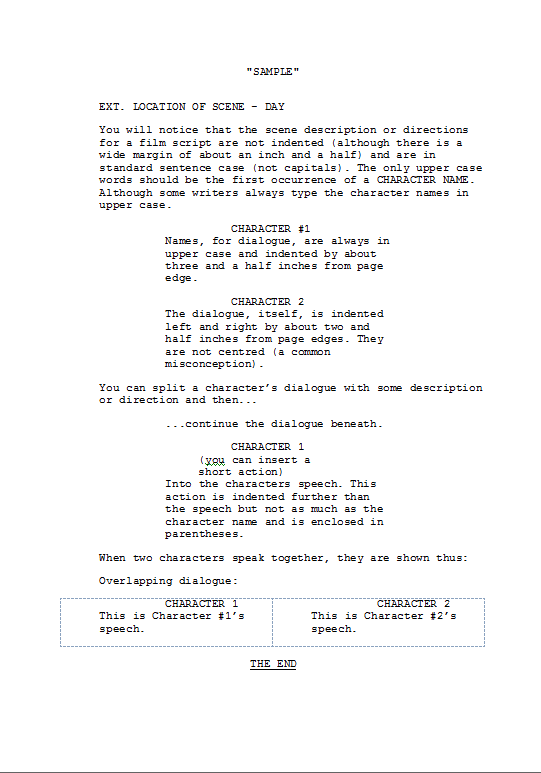 "SAMPLE"
EXT. LOCATION OF SCENE – DAY
You will notice that the scene description or directions
for a film script are not indented (although there is a
wide margin of about an inch and a half) and are in
standard sentence case (not capitals). The only upper case
words should be the first occurrence of a CHARACTER NAME.
Although some writers always type the character names in
upper case.
CHARACTER #1
Names, for dialogue, are always in
upper case and indented by about
three and a half inches from page
edge.
CHARACTER 2
The dialogue, itself, is indented
left and right by about two and
half inches from page edges. They
are not centred (a common
misconception).
You can split a character’s dialogue with some description
or direction and then...
...continue the dialogue beneath.
CHARACTER 1
(you can insert a
short action)
Into the characters speech. This
action is indented further than
the speech but not as much as the
character name and is enclosed in
parentheses.
When two characters speak together, they are shown thus:
Overlapping dialogue:
CHARACTER 1
This is Character #1’s
speech.
CHARACTER 2
This is Character #2’s
speech.
THE END